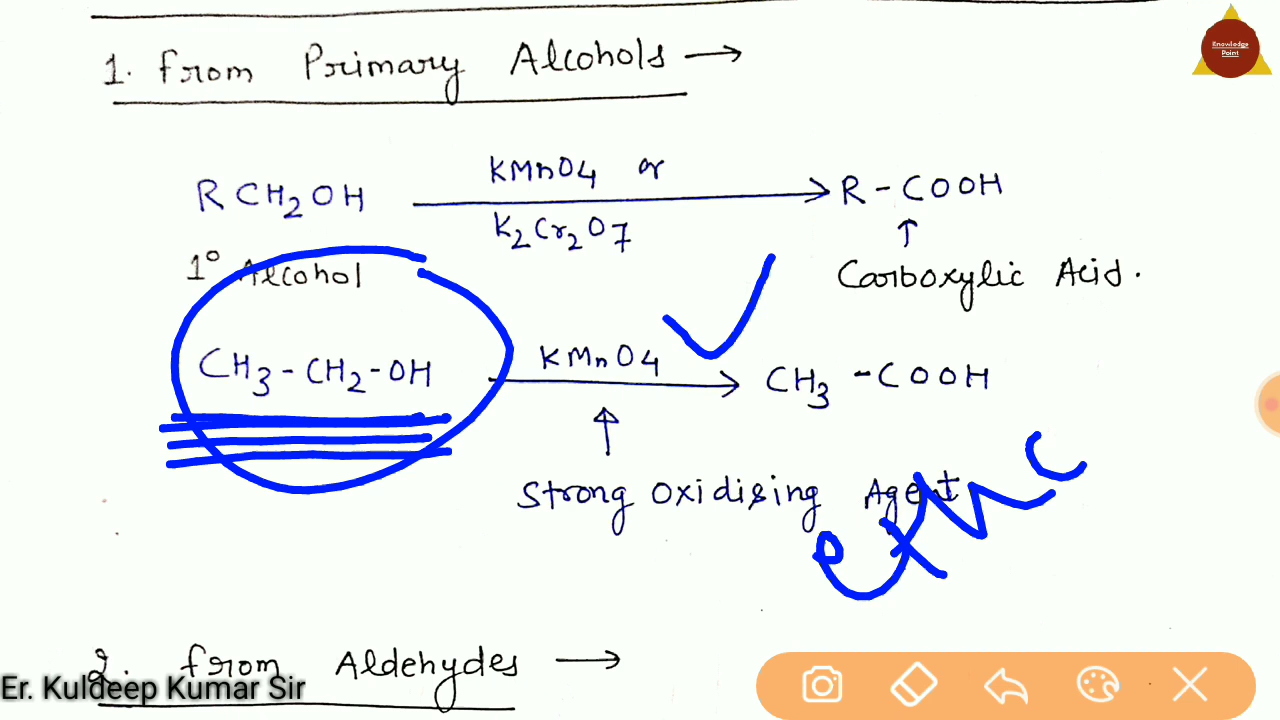 Knowledge
Point
1. From Primary Alcohols →
KMnO4 or
RCH2OH → R-COOH
K2Cr2O7
↑
1° Alcohol Carboxylic Acid.
KMnO4
CH3-CH2-OH → CH3-COOH
↑
Strong Oxidising Agent
2. From Aldehydes →
Er. Kuldeep Kumar Sir